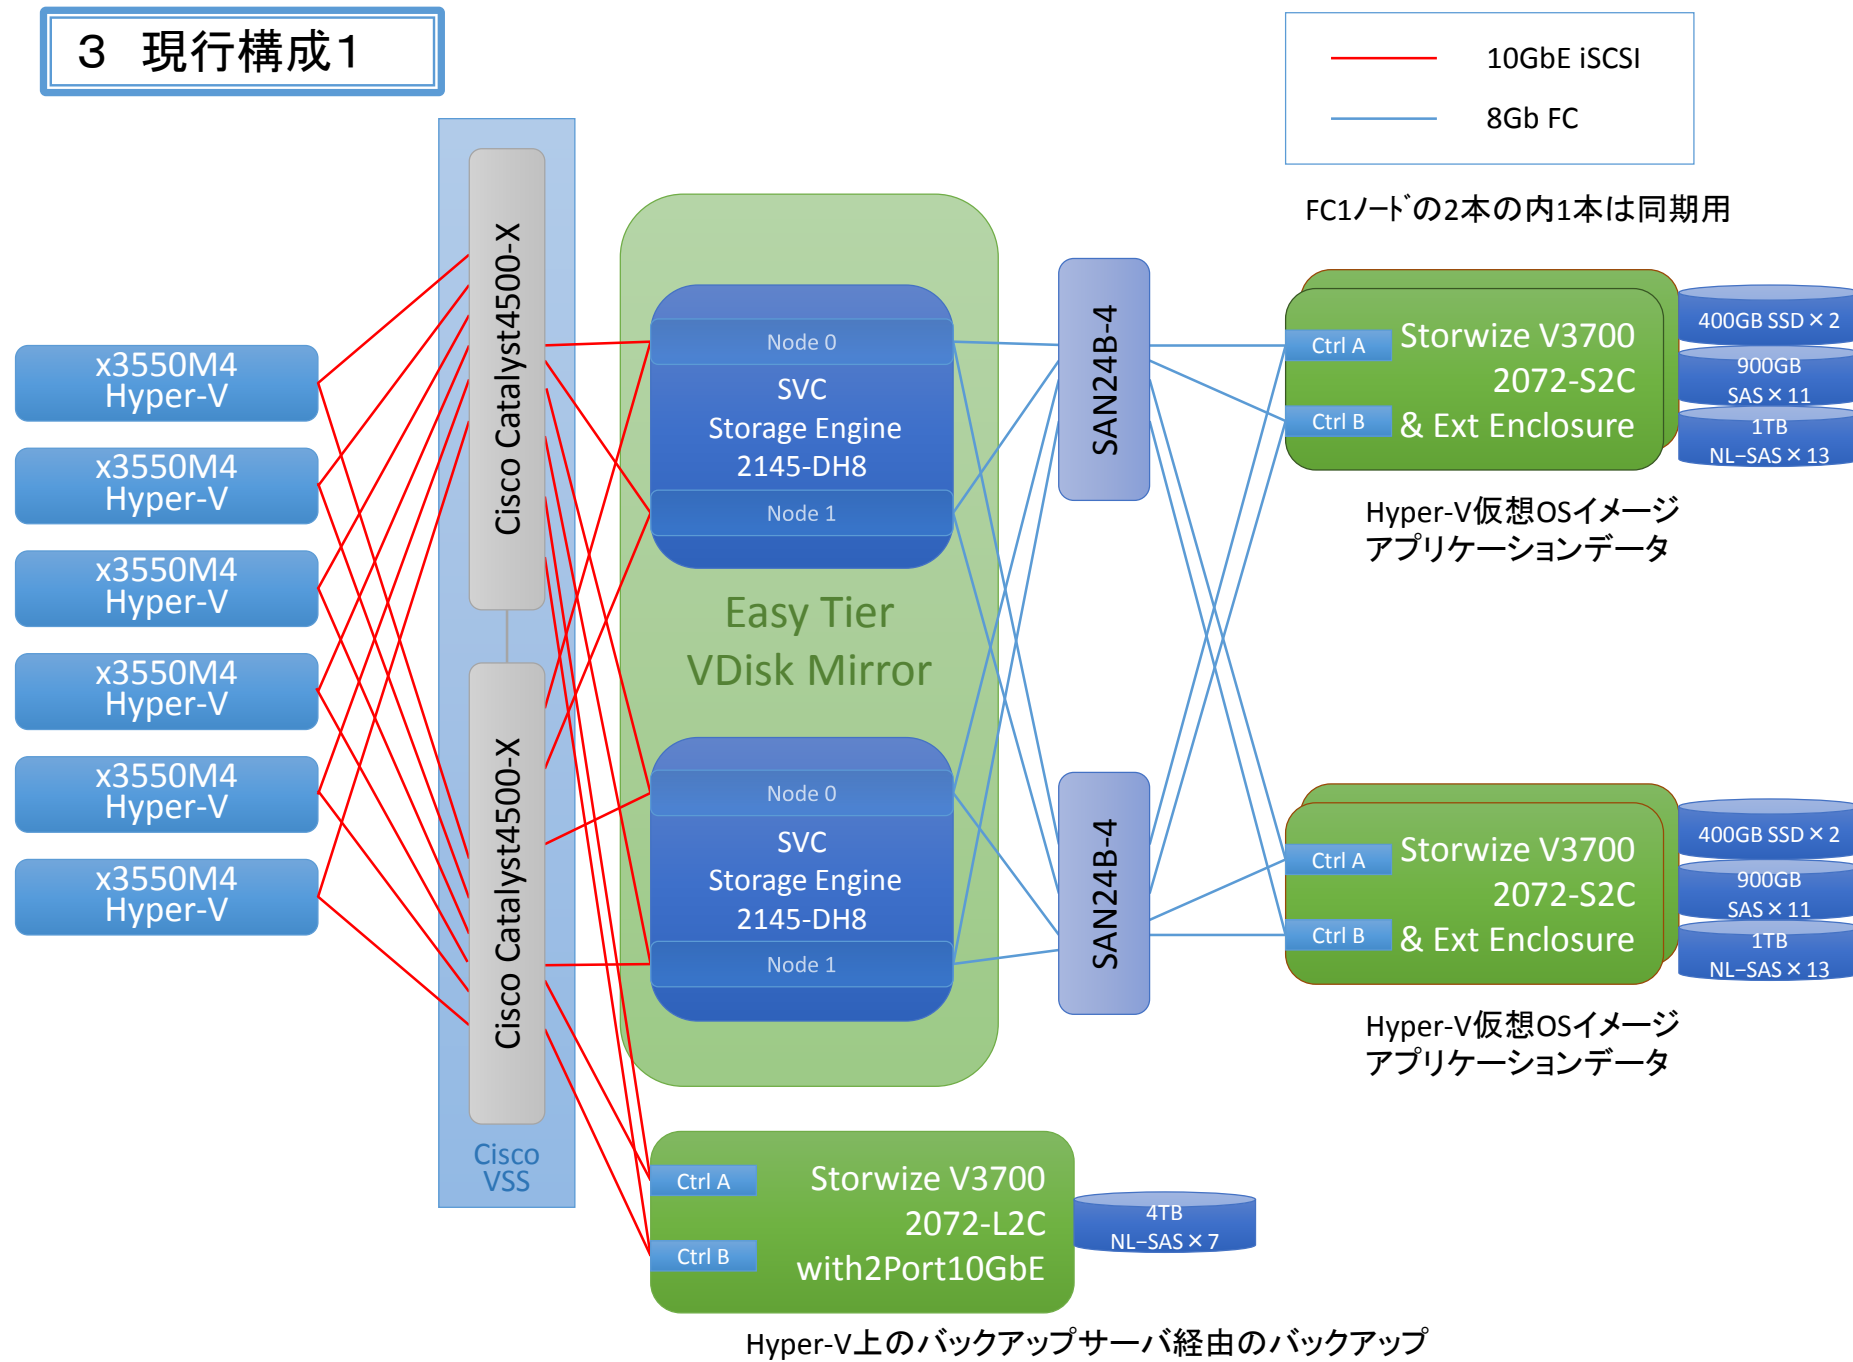 3 現行構成1
10GbE iSCSI
8Gb FC
FC1ﾉｰﾄﾞの2本の内1本は同期用
x3550M4
Hyper-V
x3550M4
Hyper-V
x3550M4
Hyper-V
x3550M4
Hyper-V
x3550M4
Hyper-V
x3550M4
Hyper-V
Cisco Catalyst4500-X
Cisco Catalyst4500-X
Cisco
VSS
Node 0
SVC
Storage Engine
2145-DH8
Node 1
Easy Tier
VDisk Mirror
Node 0
SVC
Storage Engine
2145-DH8
Node 1
SAN24B-4
SAN24B-4
Ctrl A
Ctrl B
Storwize V3700
2072-S2C
& Ext Enclosure
400GB SSD×2
900GB
SAS×11
1TB
NL−SAS×13
Hyper-V仮想OSイメージ
アプリケーションデータ
Ctrl A
Ctrl B
Storwize V3700
2072-S2C
& Ext Enclosure
400GB SSD×2
900GB
SAS×11
1TB
NL−SAS×13
Hyper-V仮想OSイメージ
アプリケーションデータ
Ctrl A
Ctrl B
Storwize V3700
2072-L2C
with2Port10GbE
4TB
NL−SAS×7
Hyper-V上のバックアップサーバ経由のバックアップ